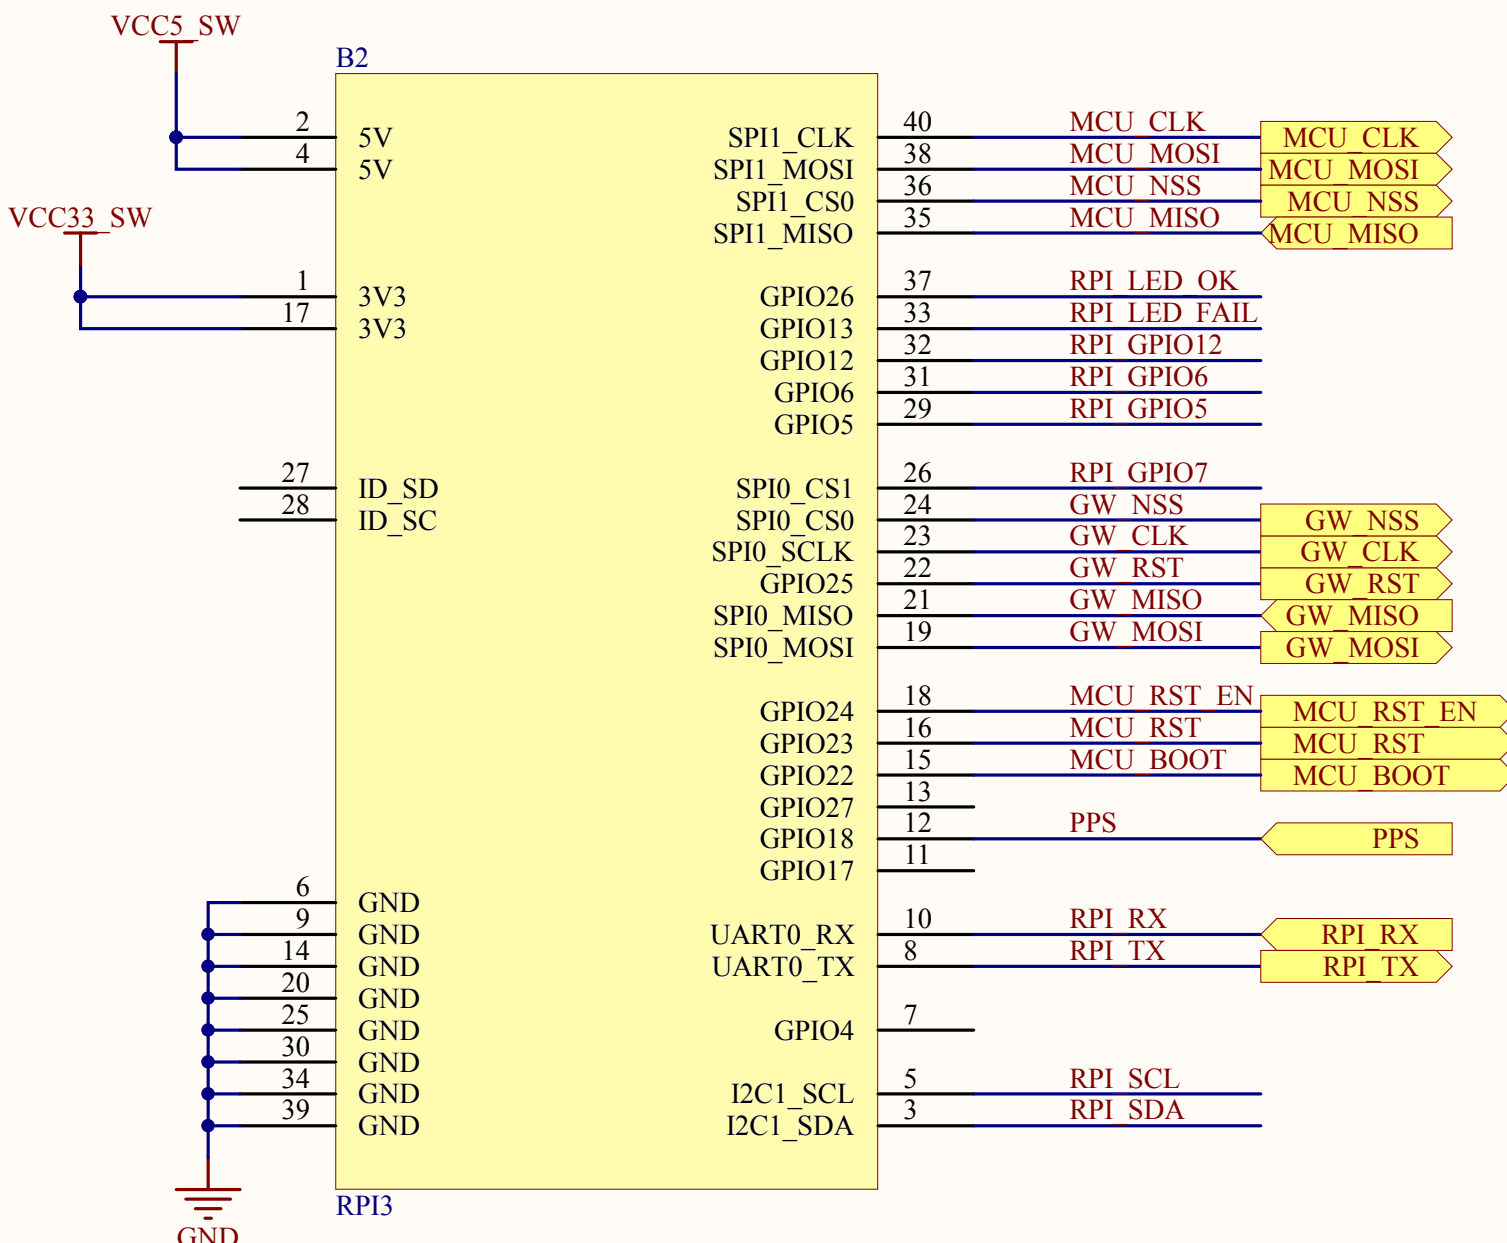 VCC5_SW
B2
2 5V SPI1_CLK 40 MCU_CLK MCU_CLK
4 5V SPI1_MOSI 38 MCU_MOSI MCU_MOSI
SPI1_CS0 36 MCU_NSS MCU_NSS
VCC33_SW
SPI1_MISO 35 MCU_MISO MCU_MISO
1 3V3 GPIO26 37 RPI_LED_OK
17 3V3 GPIO13 33 RPI_LED_FAIL
GPIO12 32 RPI_GPIO12
GPIO6 31 RPI_GPIO6
GPIO5 29 RPI_GPIO5
27 ID_SD SPI0_CS1 26 RPI_GPIO7
28 ID_SC SPI0_CS0 24 GW_NSS GW_NSS
SPI0_SCLK 23 GW_CLK GW_CLK
GPIO25 22 GW_RST GW_RST
SPI0_MISO 21 GW_MISO GW_MISO
SPI0_MOSI 19 GW_MOSI GW_MOSI
GPIO24 18 MCU_RST_EN MCU_RST_EN
GPIO23 16 MCU_RST MCU_RST
GPIO22 15 MCU_BOOT MCU_BOOT
GPIO27 13
GPIO18 12 PPS PPS
GPIO17 11
6 GND
9 GND UART0_RX 10 RPI_RX RPI_RX
14 GND UART0_TX 8 RPI_TX RPI_TX
20 GND
25 GND GPIO4 7
30 GND
34 GND I2C1_SCL 5 RPI_SCL
39 GND I2C1_SDA 3 RPI_SDA
RPI3
GND